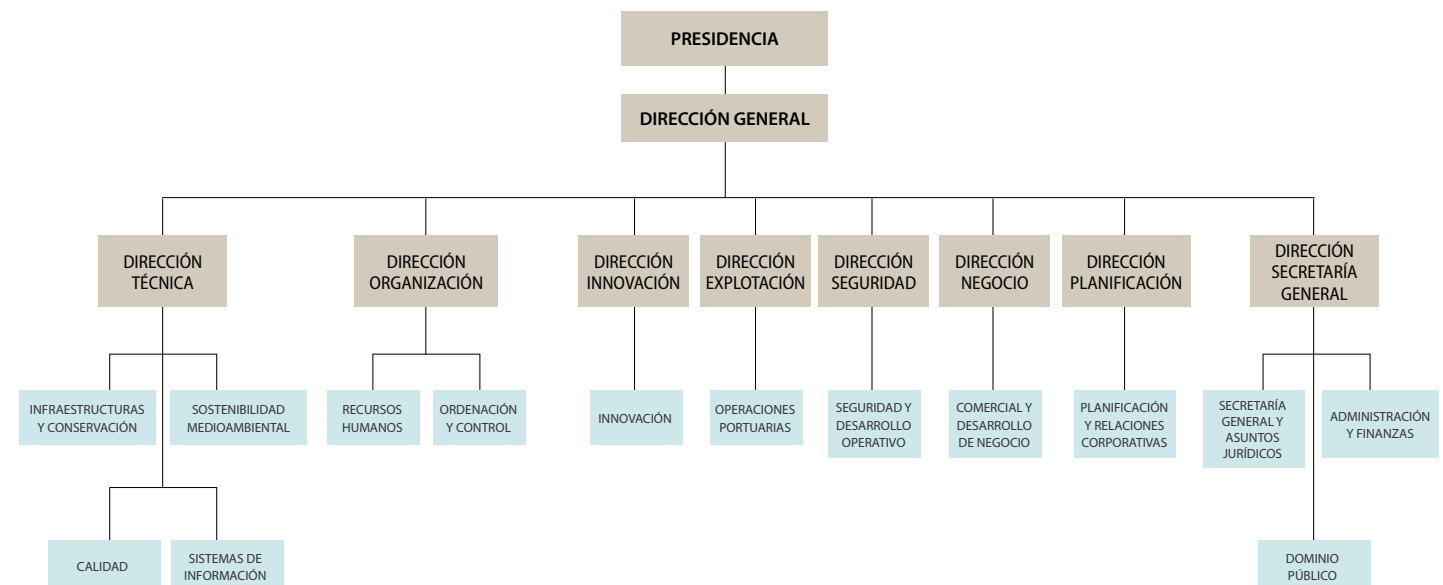 PRESIDENCIA
DIRECCIÓN GENERAL
DIRECCIÓN
TÉCNICA
DIRECCIÓN
ORGANIZACIÓN
DIRECCIÓN
INNOVACIÓN
DIRECCIÓN
EXPLOTACIÓN
DIRECCIÓN
SEGURIDAD
DIRECCIÓN
NEGOCIO
DIRECCIÓN
PLANIFICACIÓN
DIRECCIÓN
SECRETARÍA
GENERAL
INFRAESTRUCTURAS
Y CONSERVACIÓN
SOSTENIBILIDAD
MEDIOAMBIENTAL
RECURSOS
HUMANOS
ORDENACIÓN
Y CONTROL
INNOVACIÓN
OPERACIONES
PORTUARIAS
SEGURIDAD Y
DESARROLLO
OPERATIVO
COMERCIAL Y
DESARROLLO
DE NEGOCIO
PLANIFICACIÓN
Y RELACIONES
CORPORATIVAS
SECRETARÍA
GENERAL Y
ASUNTOS
JURÍDICOS
ADMINISTRACIÓN
Y FINANZAS
CALIDAD
SISTEMAS DE
INFORMACIÓN
DOMINIO
PÚBLICO